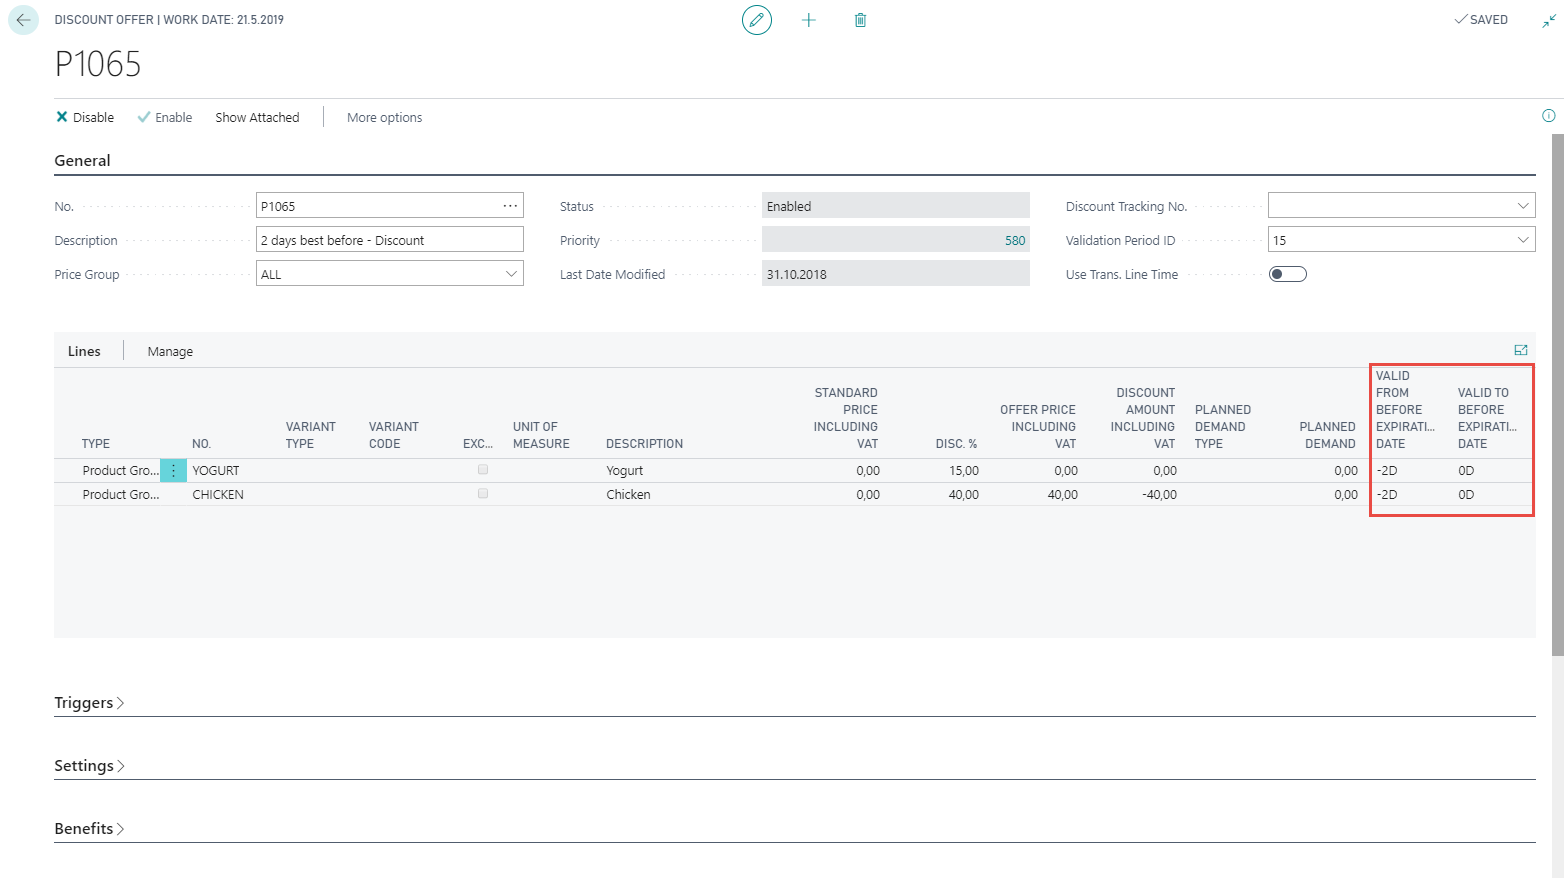 DISCOUNT OFFER | WORK DATE: 21.5.2019
SAVED
P1065
Disable Enable Show Attached More options
General
No. P1065 ... Status Enabled Discount Tracking No.
Description 2 days best before - Discount Priority 580 Validation Period ID 15
Price Group ALL Last Date Modified 31.10.2018 Use Trans. Line Time
Lines Manage
TYPE NO. VARIANT TYPE VARIANT CODE EXC... UNIT OF MEASURE DESCRIPTION STANDARD PRICE INCLUDING VAT DISC. % OFFER PRICE INCLUDING VAT DISCOUNT AMOUNT INCLUDING VAT PLANNED DEMAND TYPE PLANNED DEMAND VALID FROM BEFORE EXPIRATI... DATE VALID TO BEFORE EXPIRATI... DATE
Product Gro... YOGURT Yogurt 0,00 15,00 0,00 0,00 0,00 -2D 0D
Product Gro... CHICKEN Chicken 0,00 40,00 40,00 -40,00 0,00 -2D 0D
Triggers
Settings
Benefits